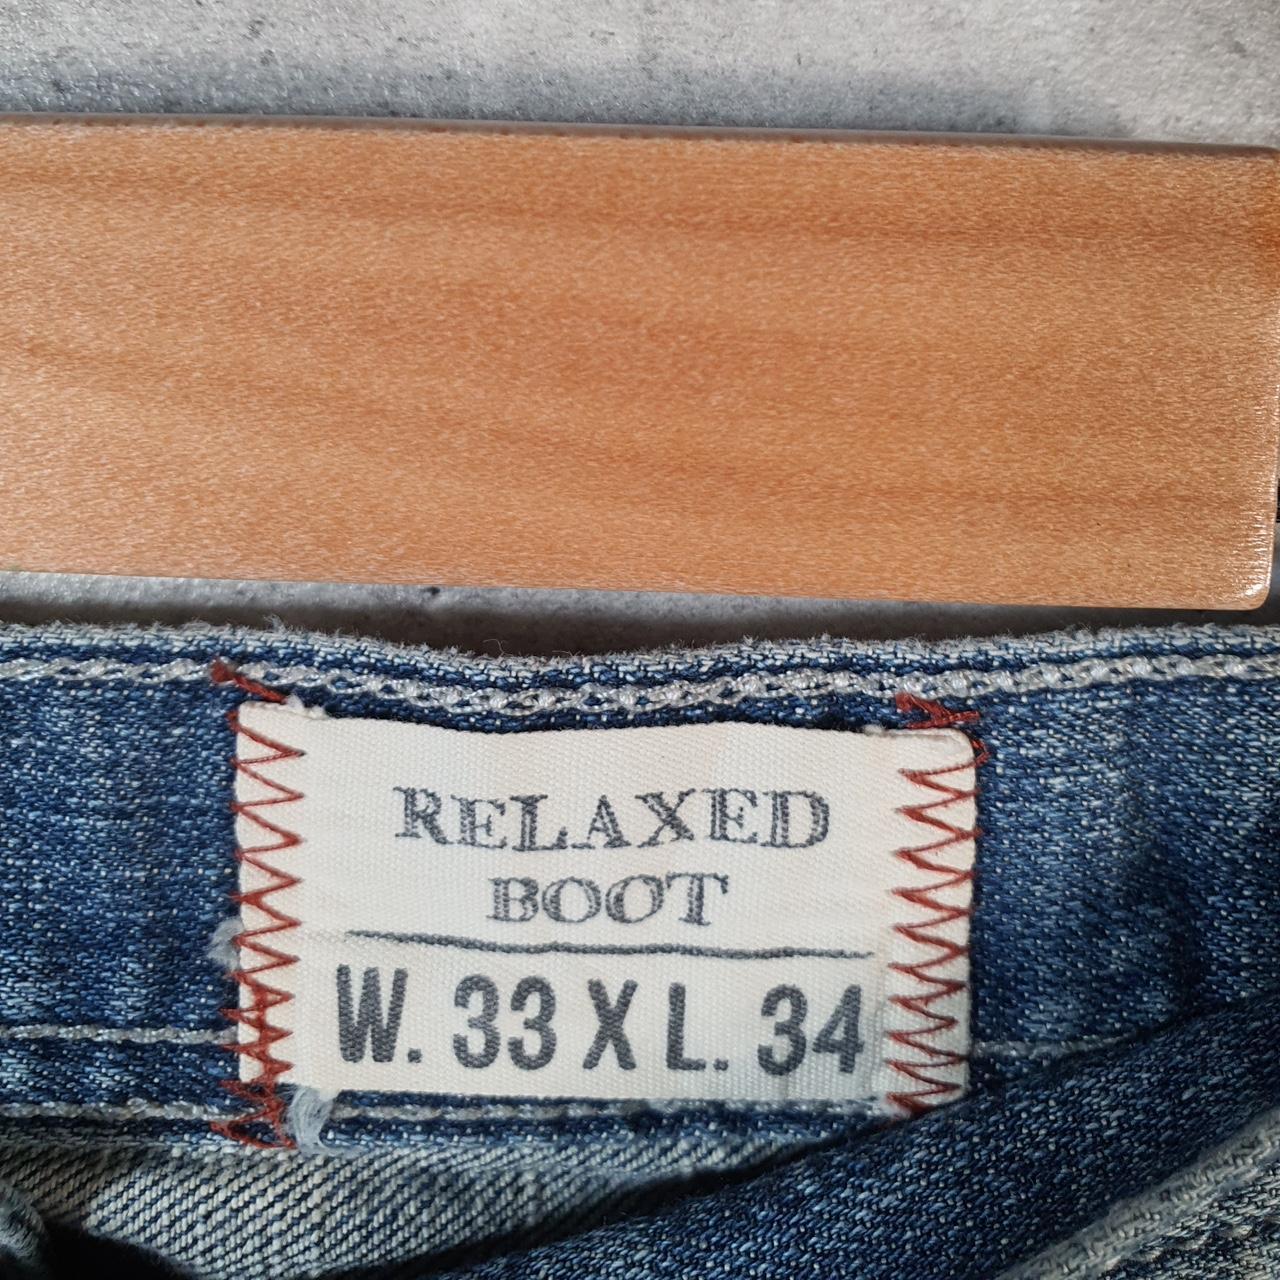 RELAXED
BOOT
W. 33 X L. 34